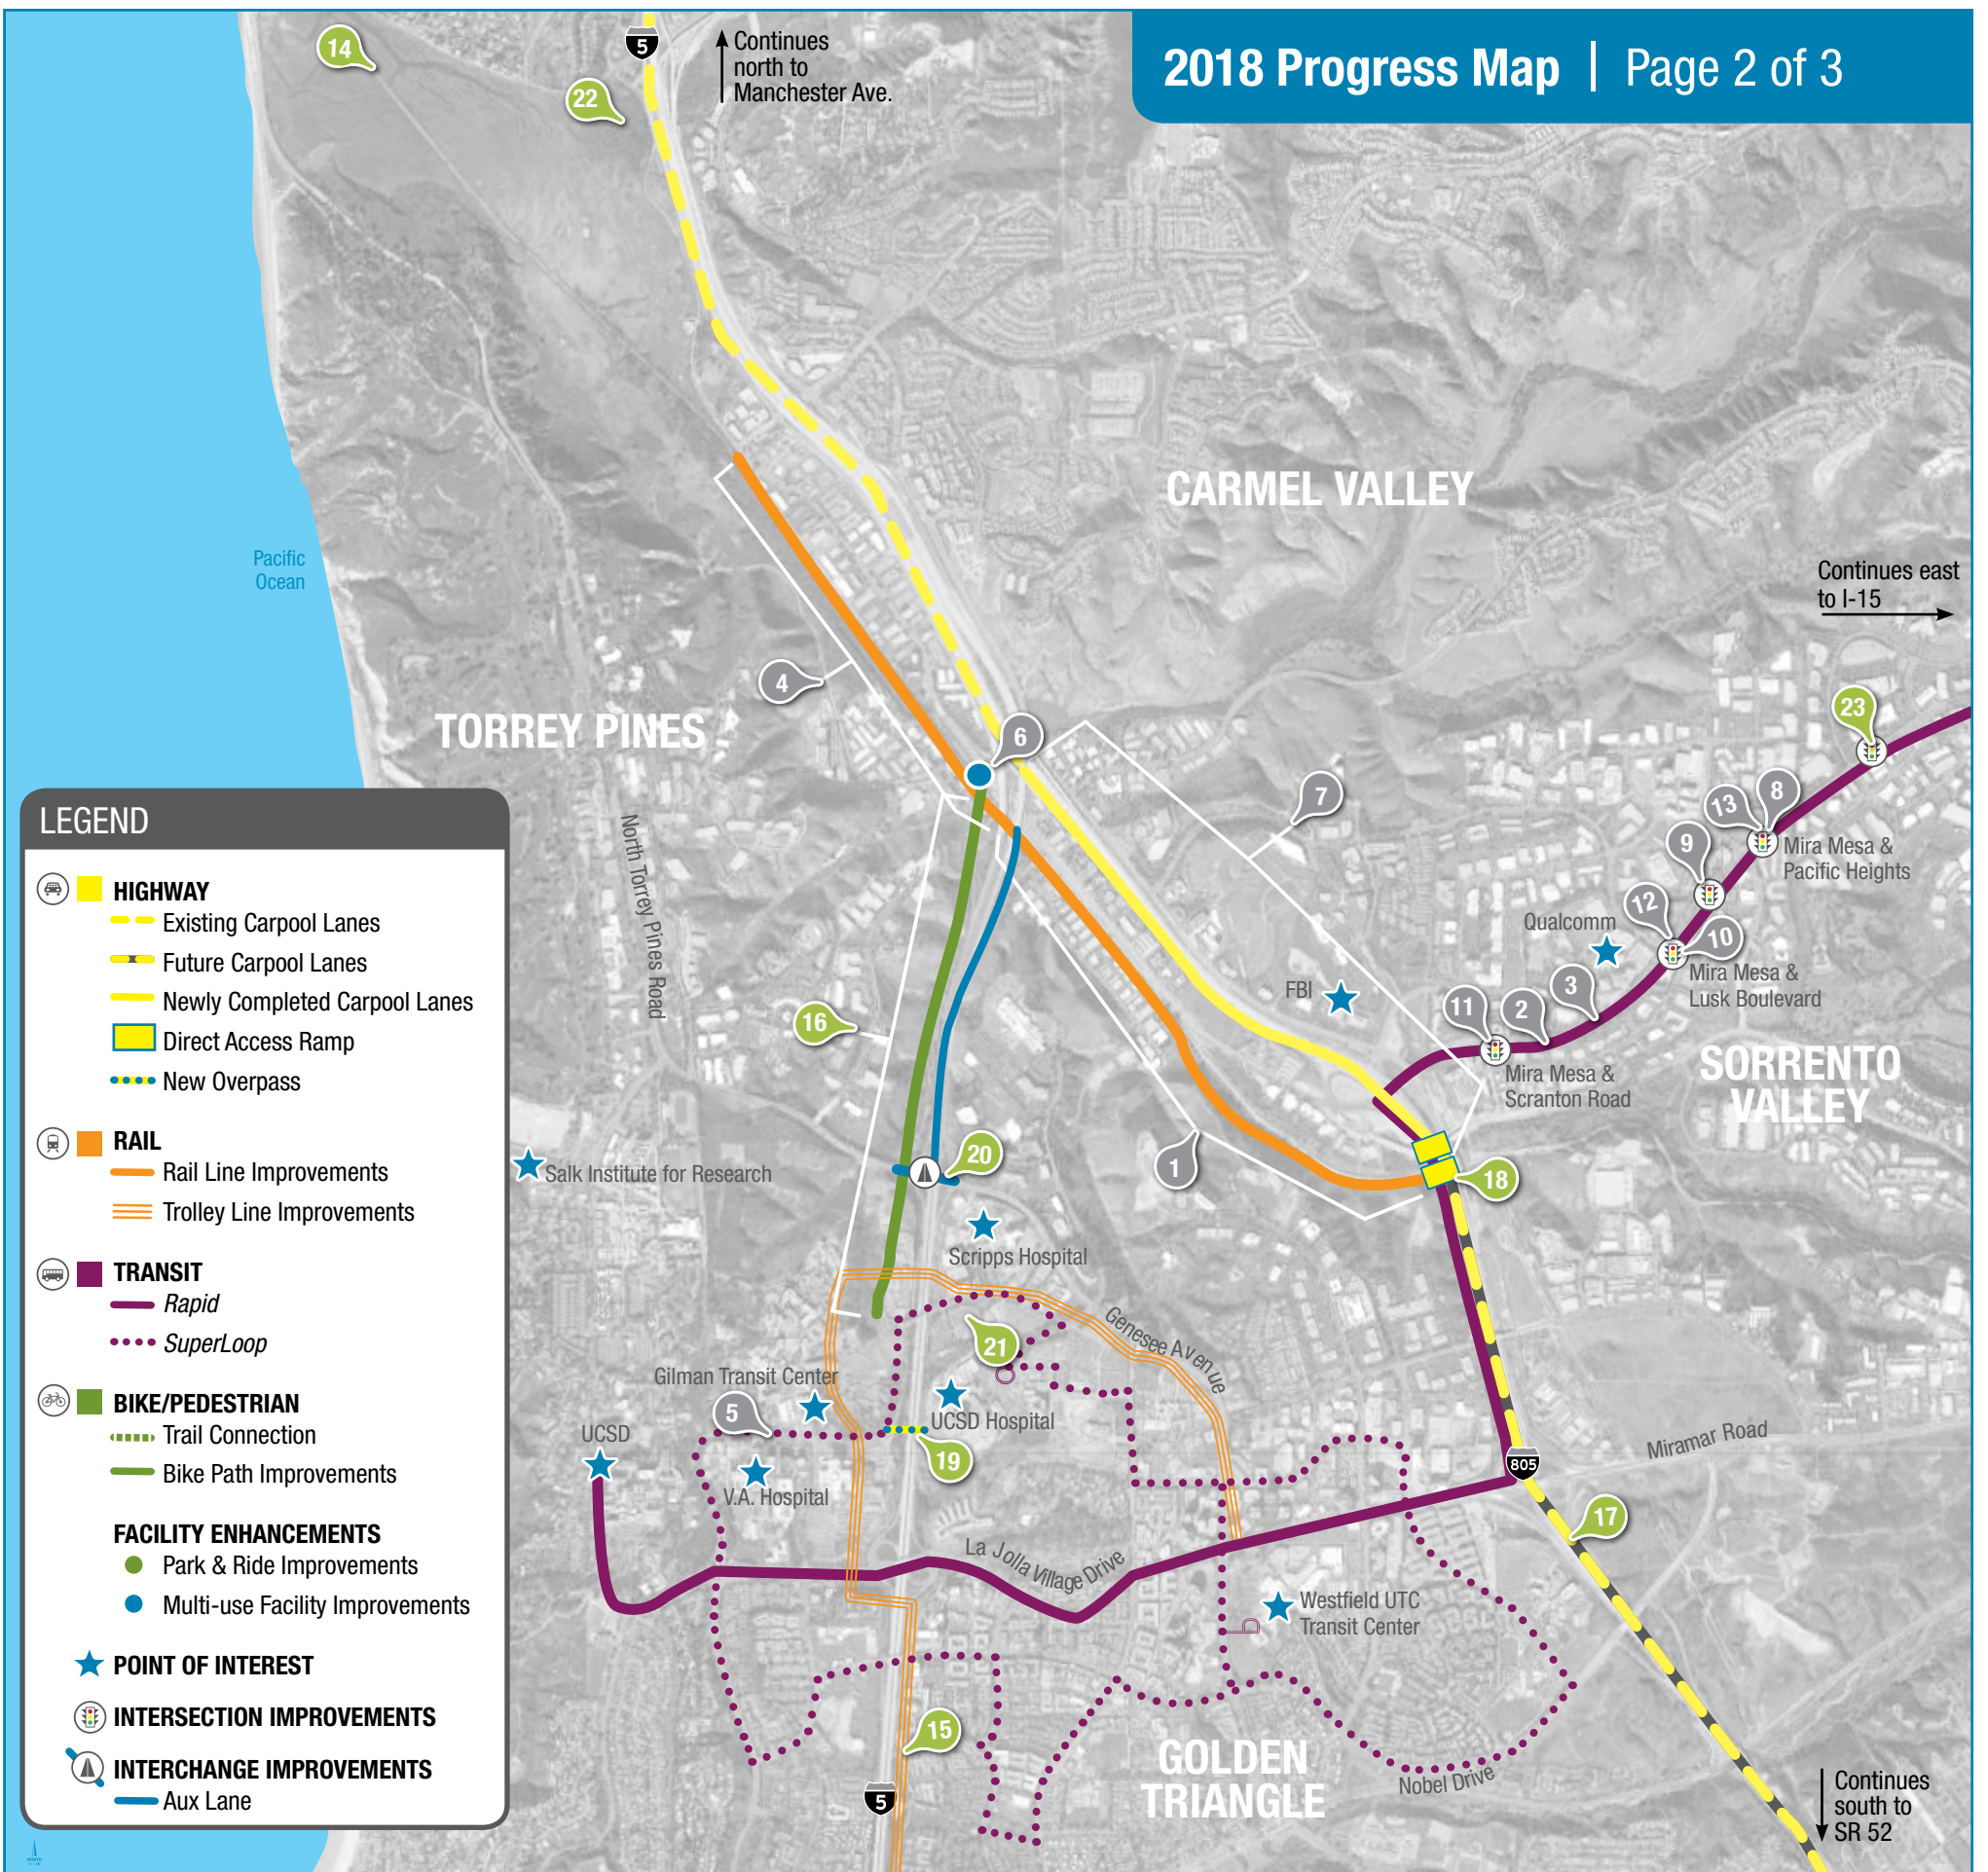 2018 Progress Map | Page 2 of 3
14
5
22
Continues
north to
Manchester Ave.
CARMEL VALLEY
Pacific
Ocean
Continues east
to I-15
4
TORREY PINES
6
7
23
13
8
9
Mira Mesa &
Pacific Heights
12
10
Qualcomm
Mira Mesa &
Lusk Boulevard
FBI
3
2
11
Mira Mesa &
Scranton Road
SORRENTO
VALLEY
North Torrey Pines Road
16
20
1
18
Salk Institute for Research
Scripps Hospital
Genesee Avenue
21
Gilman Transit Center
5
UCSD Hospital
UCSD
19
V.A. Hospital
Miramar Road
805
17
La Jolla Village Drive
Westfield UTC
Transit Center
15
GOLDEN
TRIANGLE
Nobel Drive
5
Continues
south to
SR 52
LEGEND
HIGHWAY
Existing Carpool Lanes
Future Carpool Lanes
Newly Completed Carpool Lanes
Direct Access Ramp
New Overpass
RAIL
Rail Line Improvements
Trolley Line Improvements
TRANSIT
Rapid
SuperLoop
BIKE/PEDESTRIAN
Trail Connection
Bike Path Improvements
FACILITY ENHANCEMENTS
Park & Ride Improvements
Multi-use Facility Improvements
POINT OF INTEREST
INTERSECTION IMPROVEMENTS
INTERCHANGE IMPROVEMENTS
Aux Lane